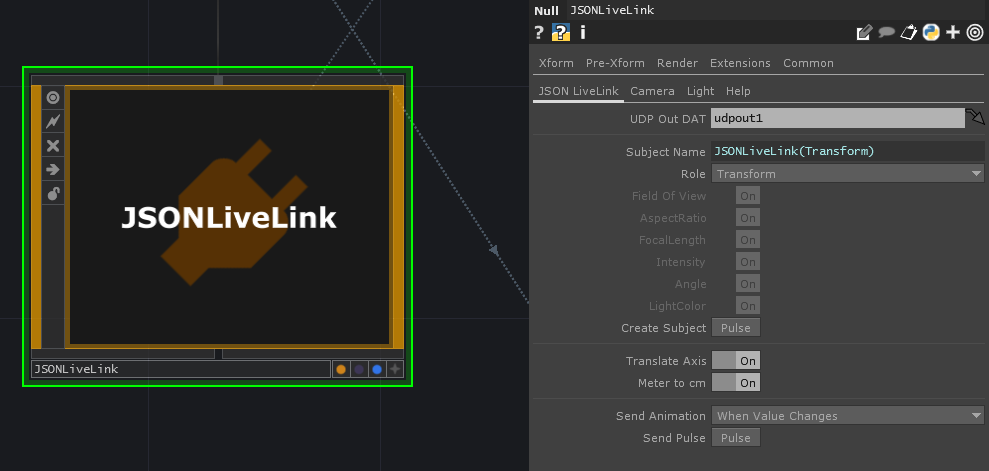 JSONLiveLink
JSONLiveLink
Null JSONLiveLink
? ? i
Xform Pre-Xform Render Extensions Common
JSON LiveLink Camera Light Help
UDP Out DAT udpout1
Subject Name JSONLiveLink(Transform)
Role Transform
Field Of View On
AspectRatio On
FocalLength On
Intensity On
Angle On
LightColor On
Create Subject Pulse
Translate Axis On
Meter to cm On
Send Animation When Value Changes
Send Pulse Pulse